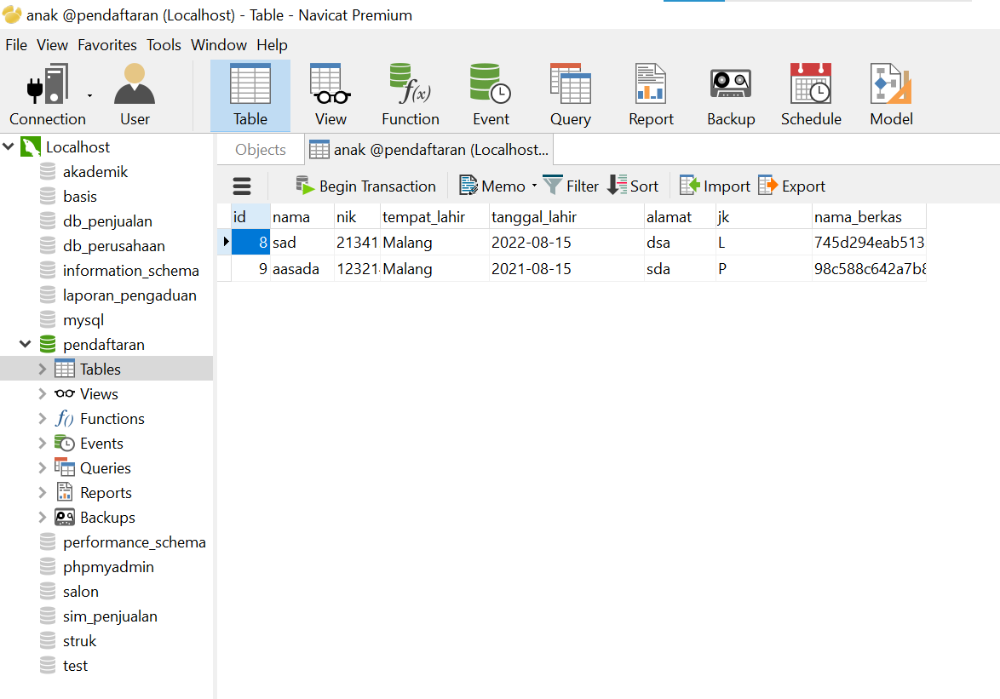 anak @pendaftaran (Localhost) - Table - Navicat Premium
File View Favorites Tools Window Help
Connection User Table View Function Event Query Report Backup Schedule Model
Localhost
akademik
basis
db_penjualan
db_perusahaan
information_schema
laporan_pengaduan
mysql
pendaftaran
Tables
Views
Functions
Events
Queries
Reports
Backups
performance_schema
phpmyadmin
salon
sim_penjualan
struk
test
Objects anak @pendaftaran (Localhost...
Begin Transaction Memo Filter Sort Import Export
id nama nik tempat_lahir tanggal_lahir alamat jk nama_berkas
8 sad 21341 Malang 2022-08-15 dsa L 745d294eab513
9 aasada 12321 Malang 2021-08-15 sda P 98c588c642a7b8